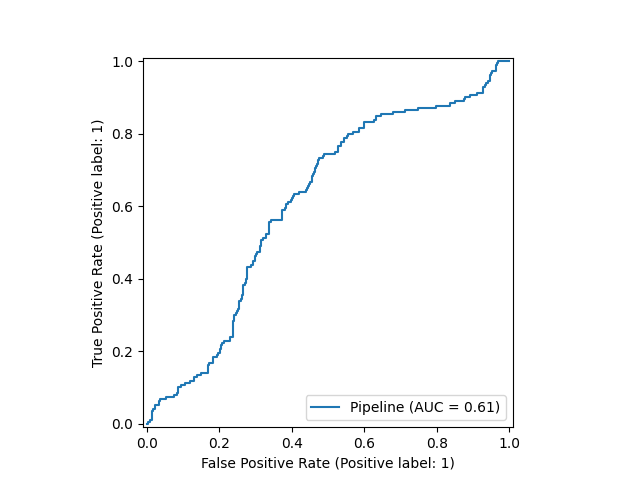 1.0
0.8
0.6
0.4
0.2
0.0
True Positive Rate (Positive label: 1)
Pipeline (AUC = 0.61)
0.0 0.2 0.4 0.6 0.8 1.0
False Positive Rate (Positive label: 1)